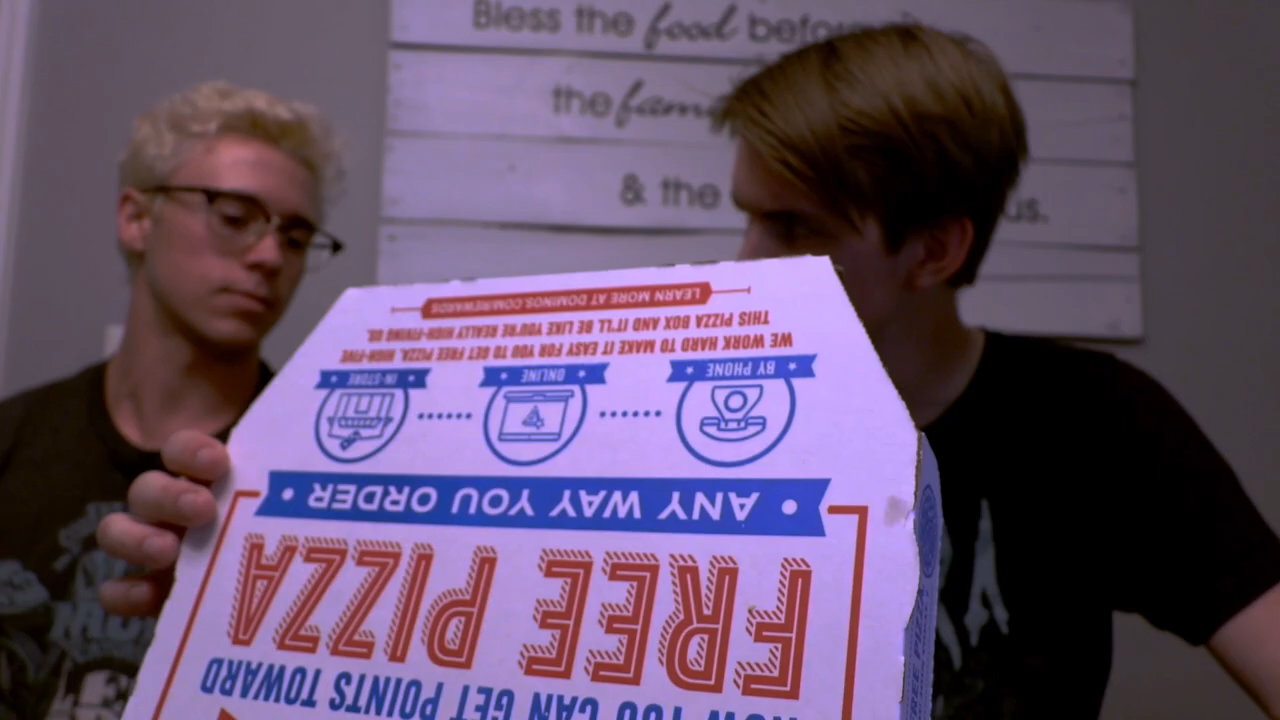 Bless the food before
the family
& the
us.
NOW YOU CAN GET POINTS TOWARD
FREE PIZZA
ANY WAY YOU ORDER
BY PHONE ONLINE IN-STORE
WE WORK HARD TO MAKE IT EASY FOR YOU TO GET FREE PIZZA. HIGH-FIVE
THIS PIZZA BOX AND IT'LL BE LIKE YOU'RE REALLY HIGH-FIVING US.
LEARN MORE AT DOMINOS.COM/REWARDS